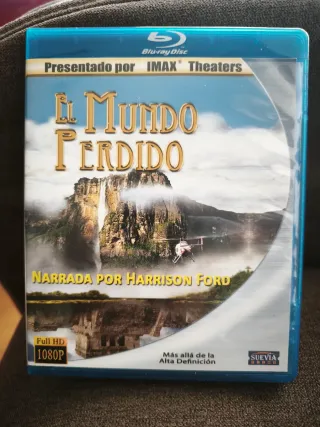 Blu-ray Disc
Presentado por IMAX® Theaters
EL MUNDO
PERDIDO
NARRADA POR HARRISON FORD
Full HD
1080P
Más allá de la
Alta Definición
SUEVIA